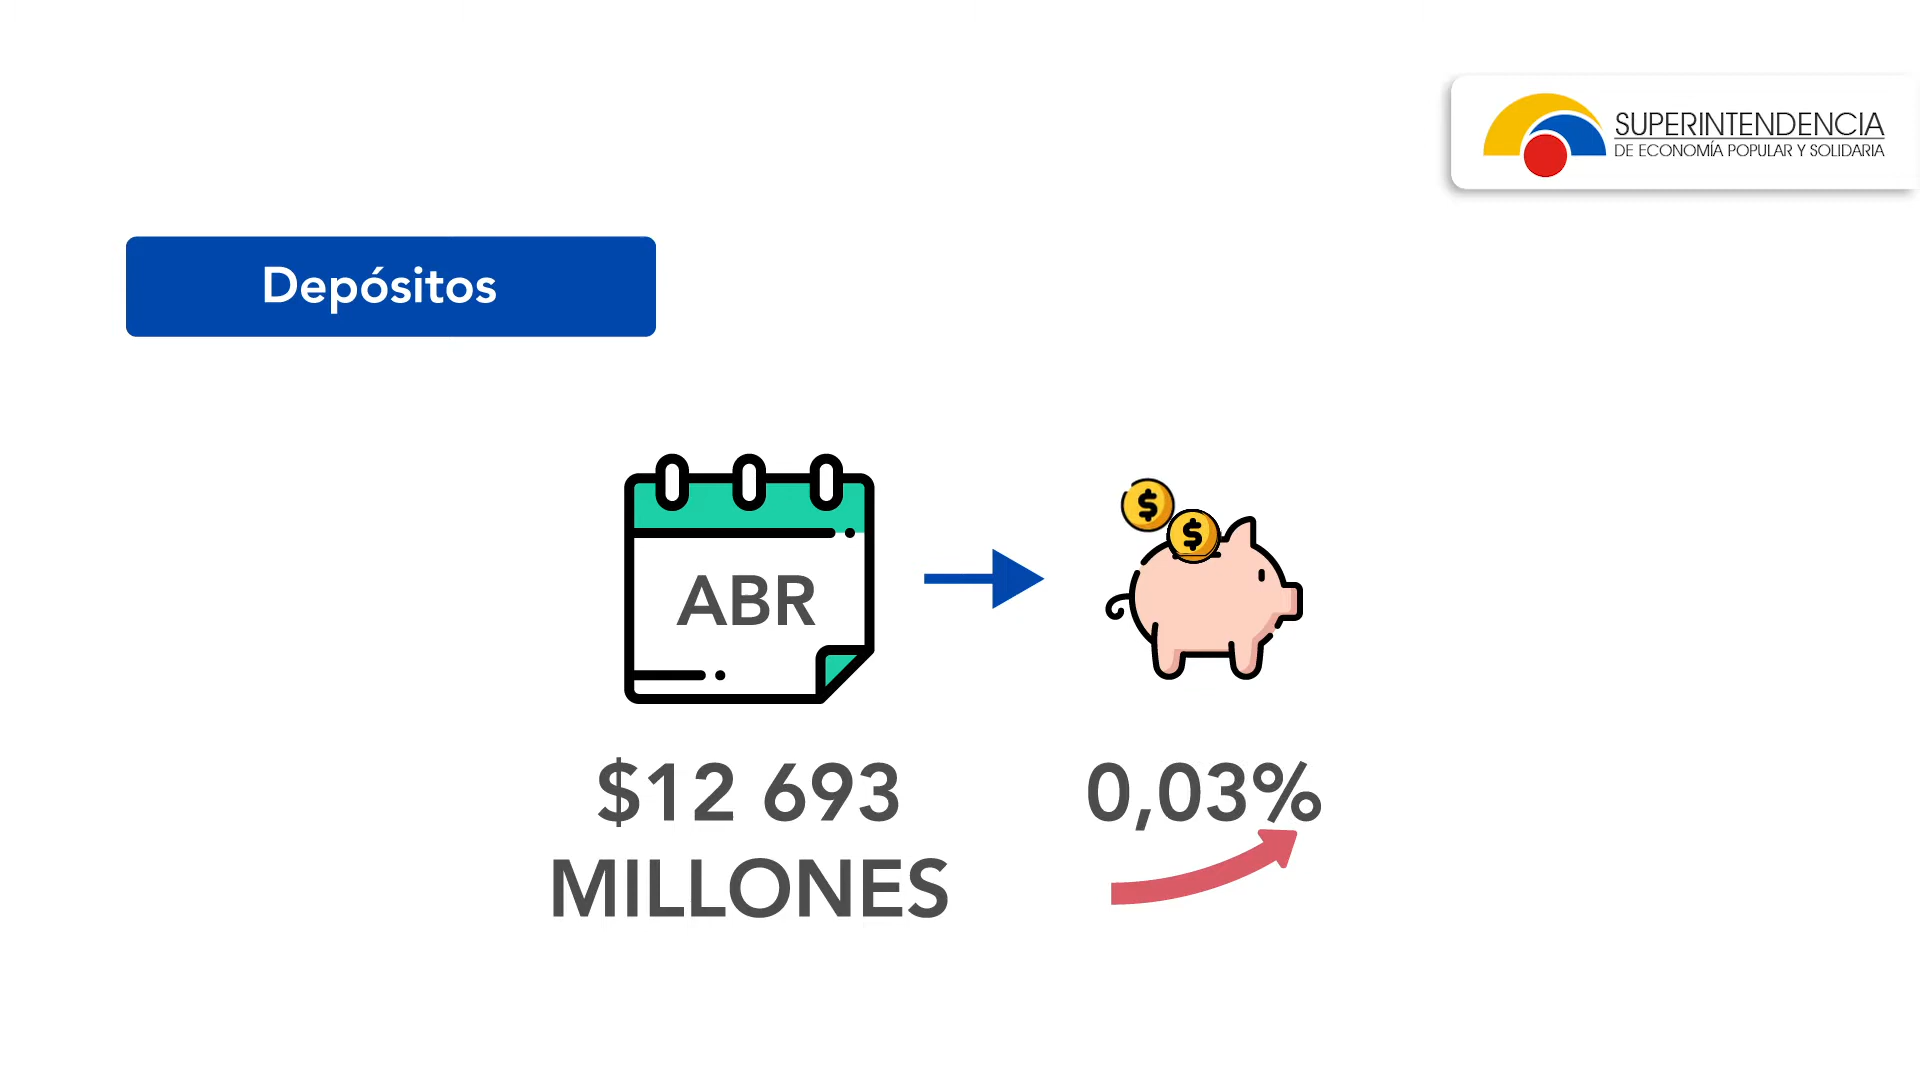 SUPERINTENDENCIA
DE ECONOMÍA POPULAR Y SOLIDARIA
Depósitos
ABR
$ $
$12 693
MILLONES
0,03%